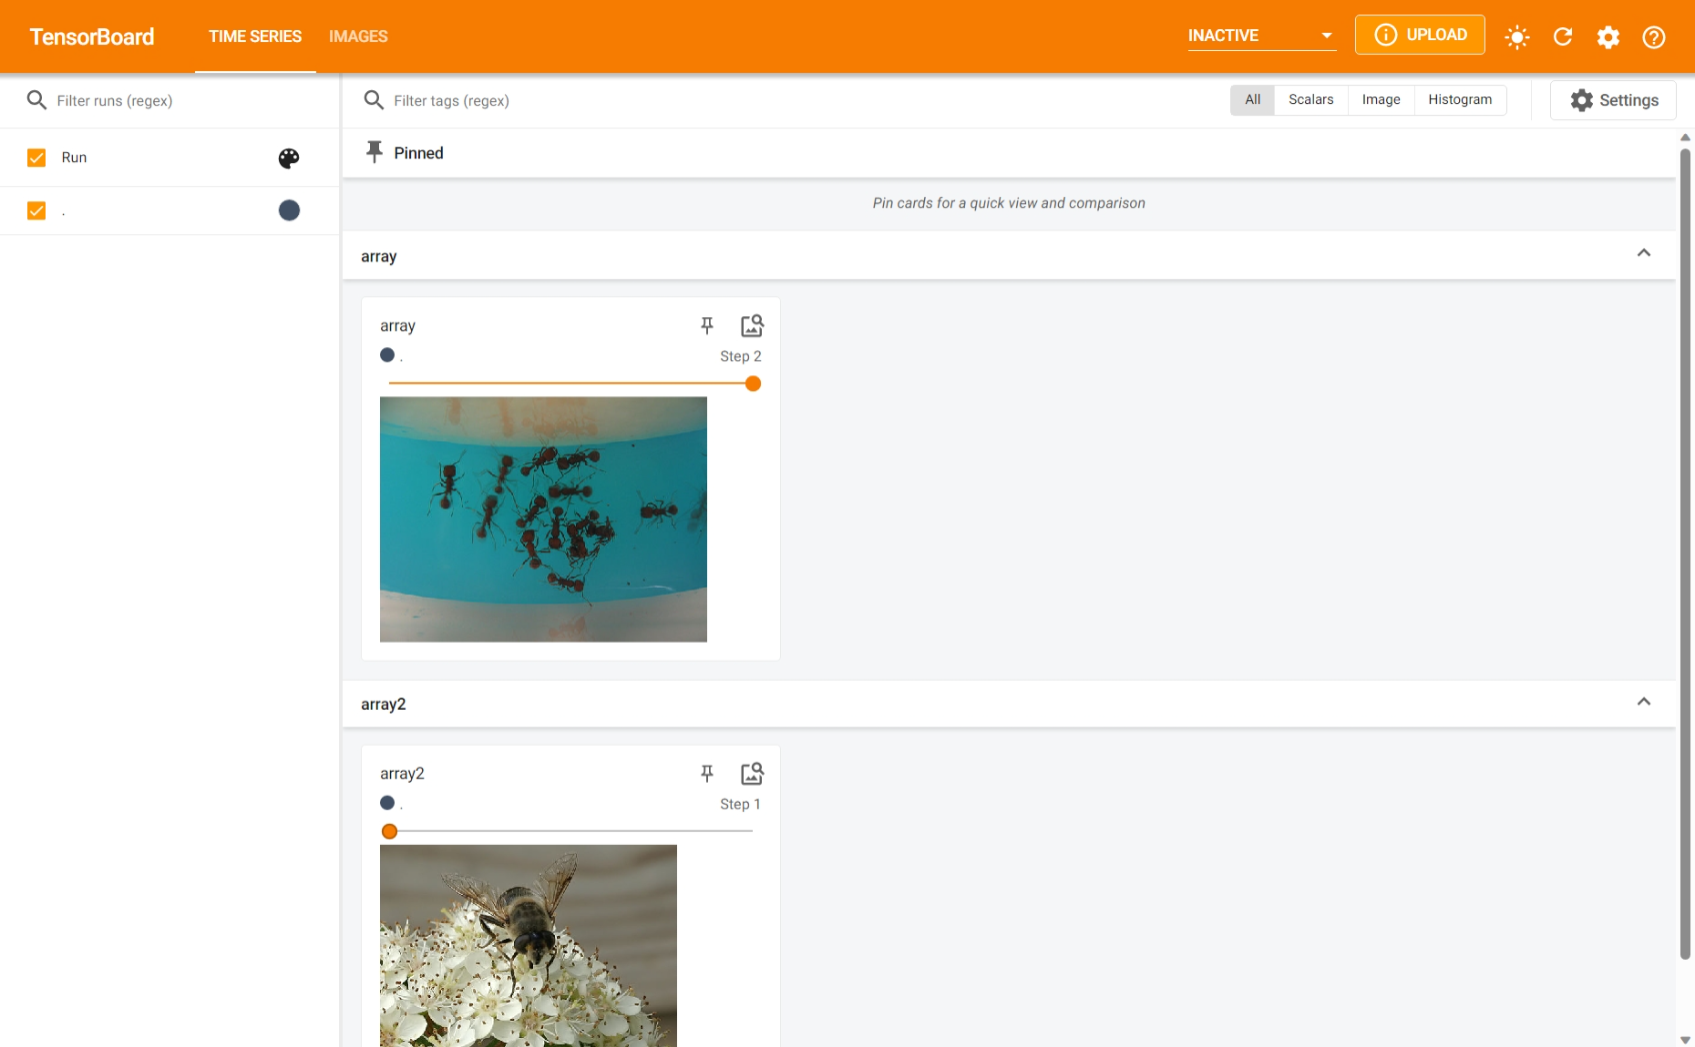 TensorBoard TIME SERIES IMAGES INACTIVE UPLOAD
Filter runs (regex)
Filter tags (regex) All Scalars Image Histogram Settings
Run
.
Pinned
Pin cards for a quick view and comparison
array
array
. Step 2
array2
array2
. Step 1